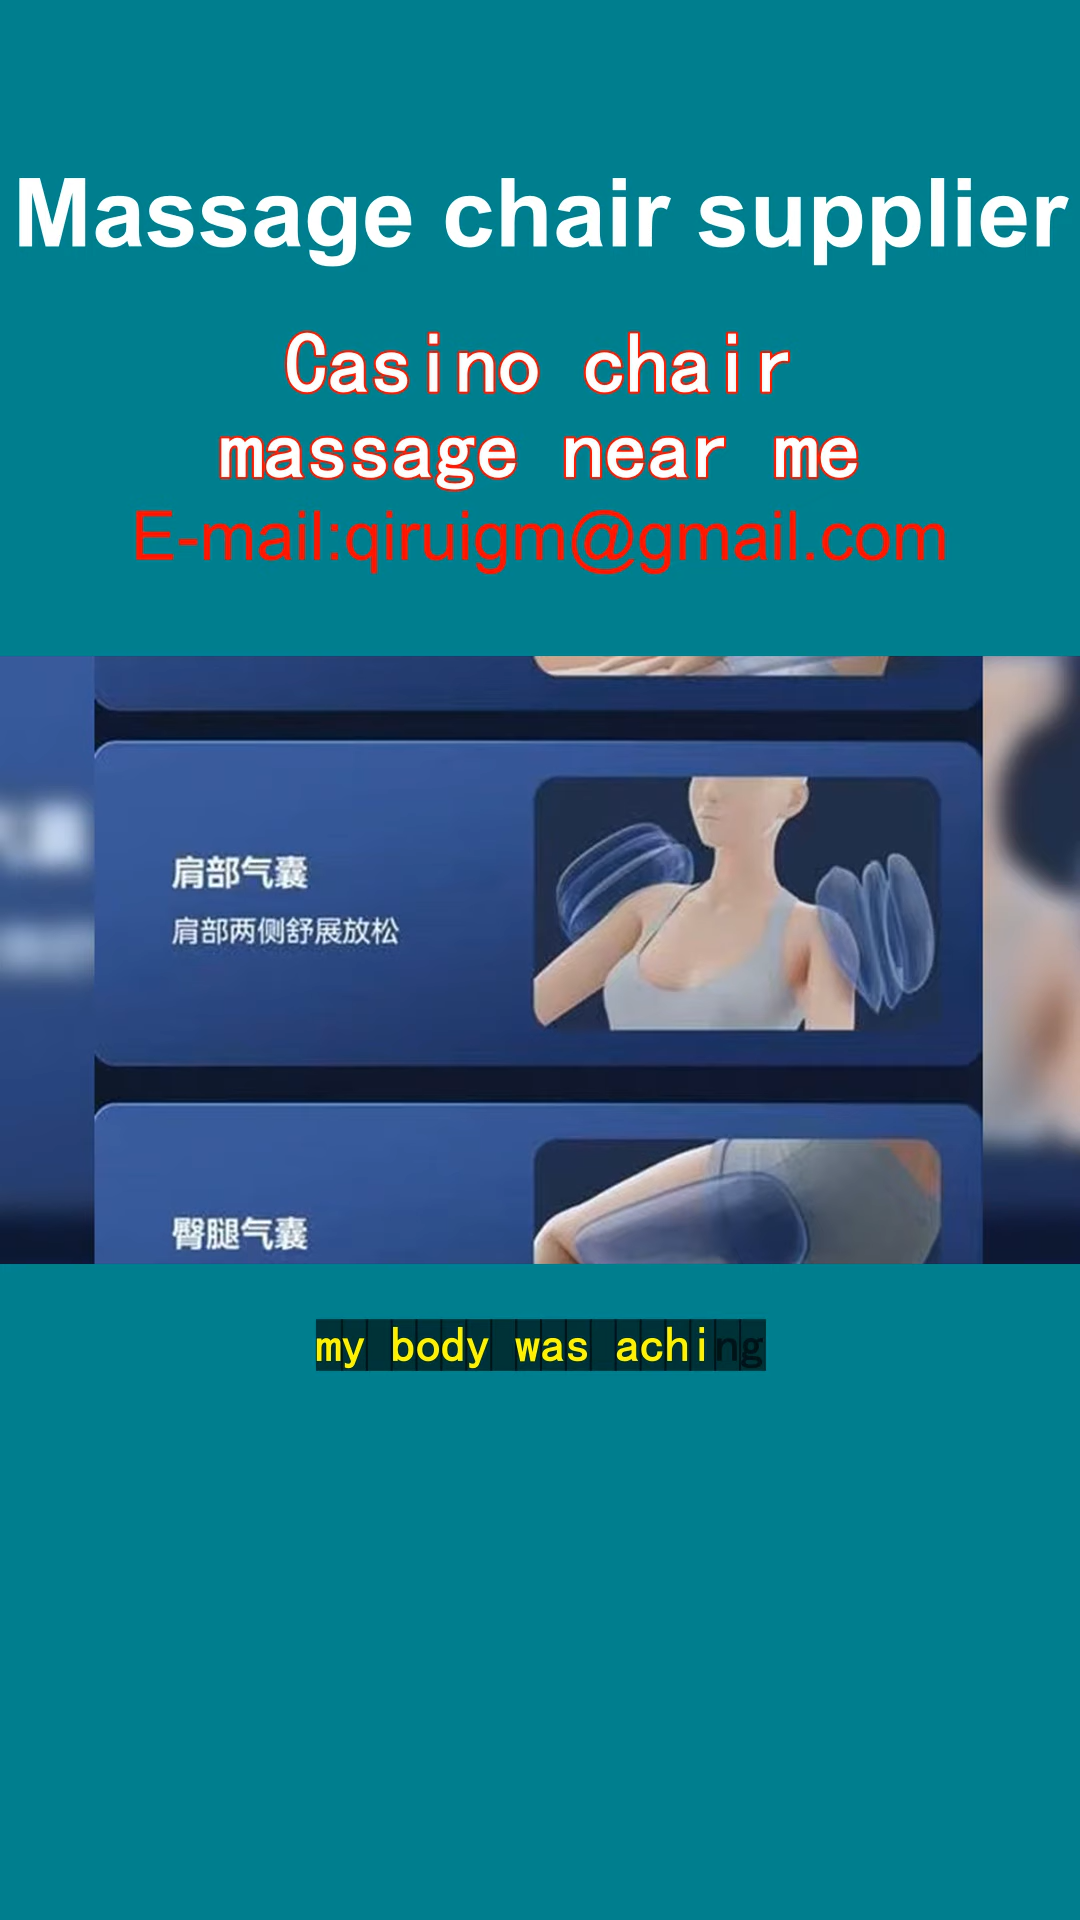 Massage chair supplier
Casino chair
massage near me
E-mail:qiruigm@gmail.com
肩部气囊
肩部两侧舒展放松
臀腿气囊
my body was aching